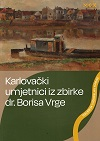 Karlovački
umjetnici iz zbirke
dr. Borisa Vrge